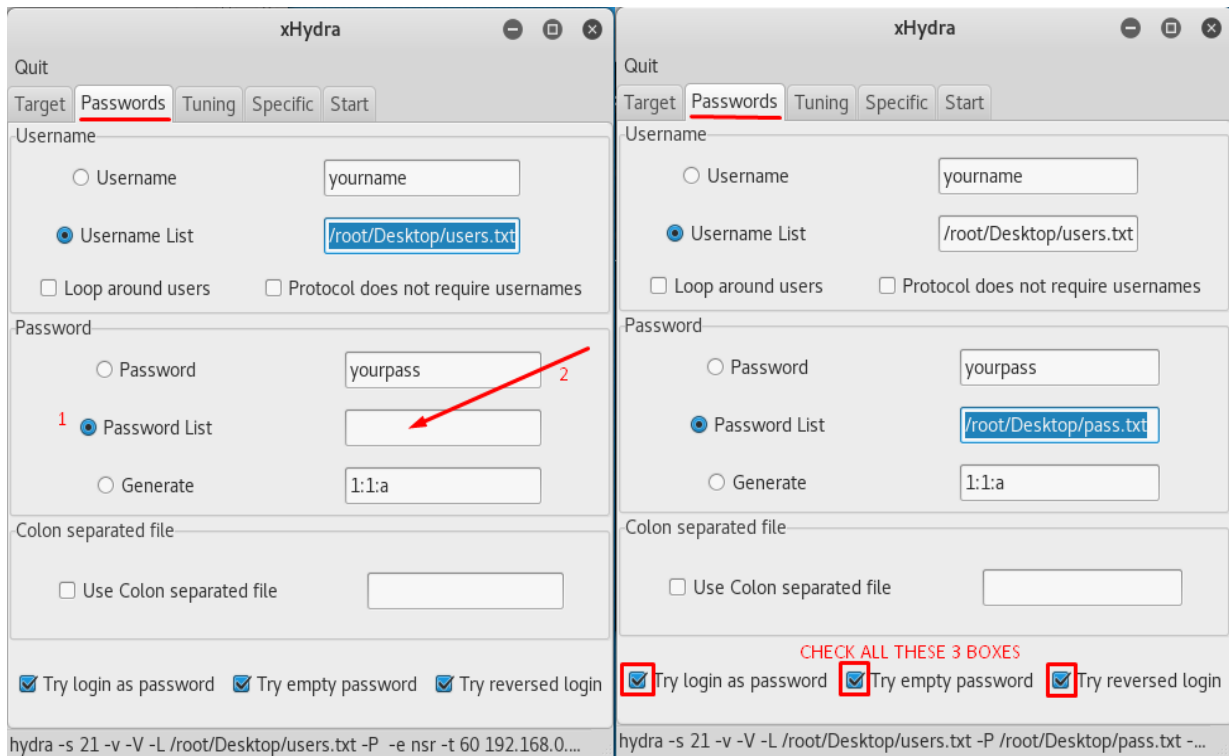 xHydra
Quit
Target Passwords Tuning Specific Start
Username
Username yourname
Username List /root/Desktop/users.txt
Loop around users Protocol does not require usernames
Password
Password yourpass
2
1 Password List
Generate 1:1:a
Colon separated file
Use Colon separated file
Try login as password Try empty password Try reversed login
hydra -s 21 -v -V -L /root/Desktop/users.txt -P -e nsr -t 60 192.168.0....
xHydra
Quit
Target Passwords Tuning Specific Start
Username
Username yourname
Username List /root/Desktop/users.txt
Loop around users Protocol does not require usernames
Password
Password yourpass
Password List /root/Desktop/pass.txt
Generate 1:1:a
Colon separated file
Use Colon separated file
CHECK ALL THESE 3 BOXES
Try login as password Try empty password Try reversed login
hydra -s 21 -v -V -L /root/Desktop/users.txt -P /root/Desktop/pass.txt -...